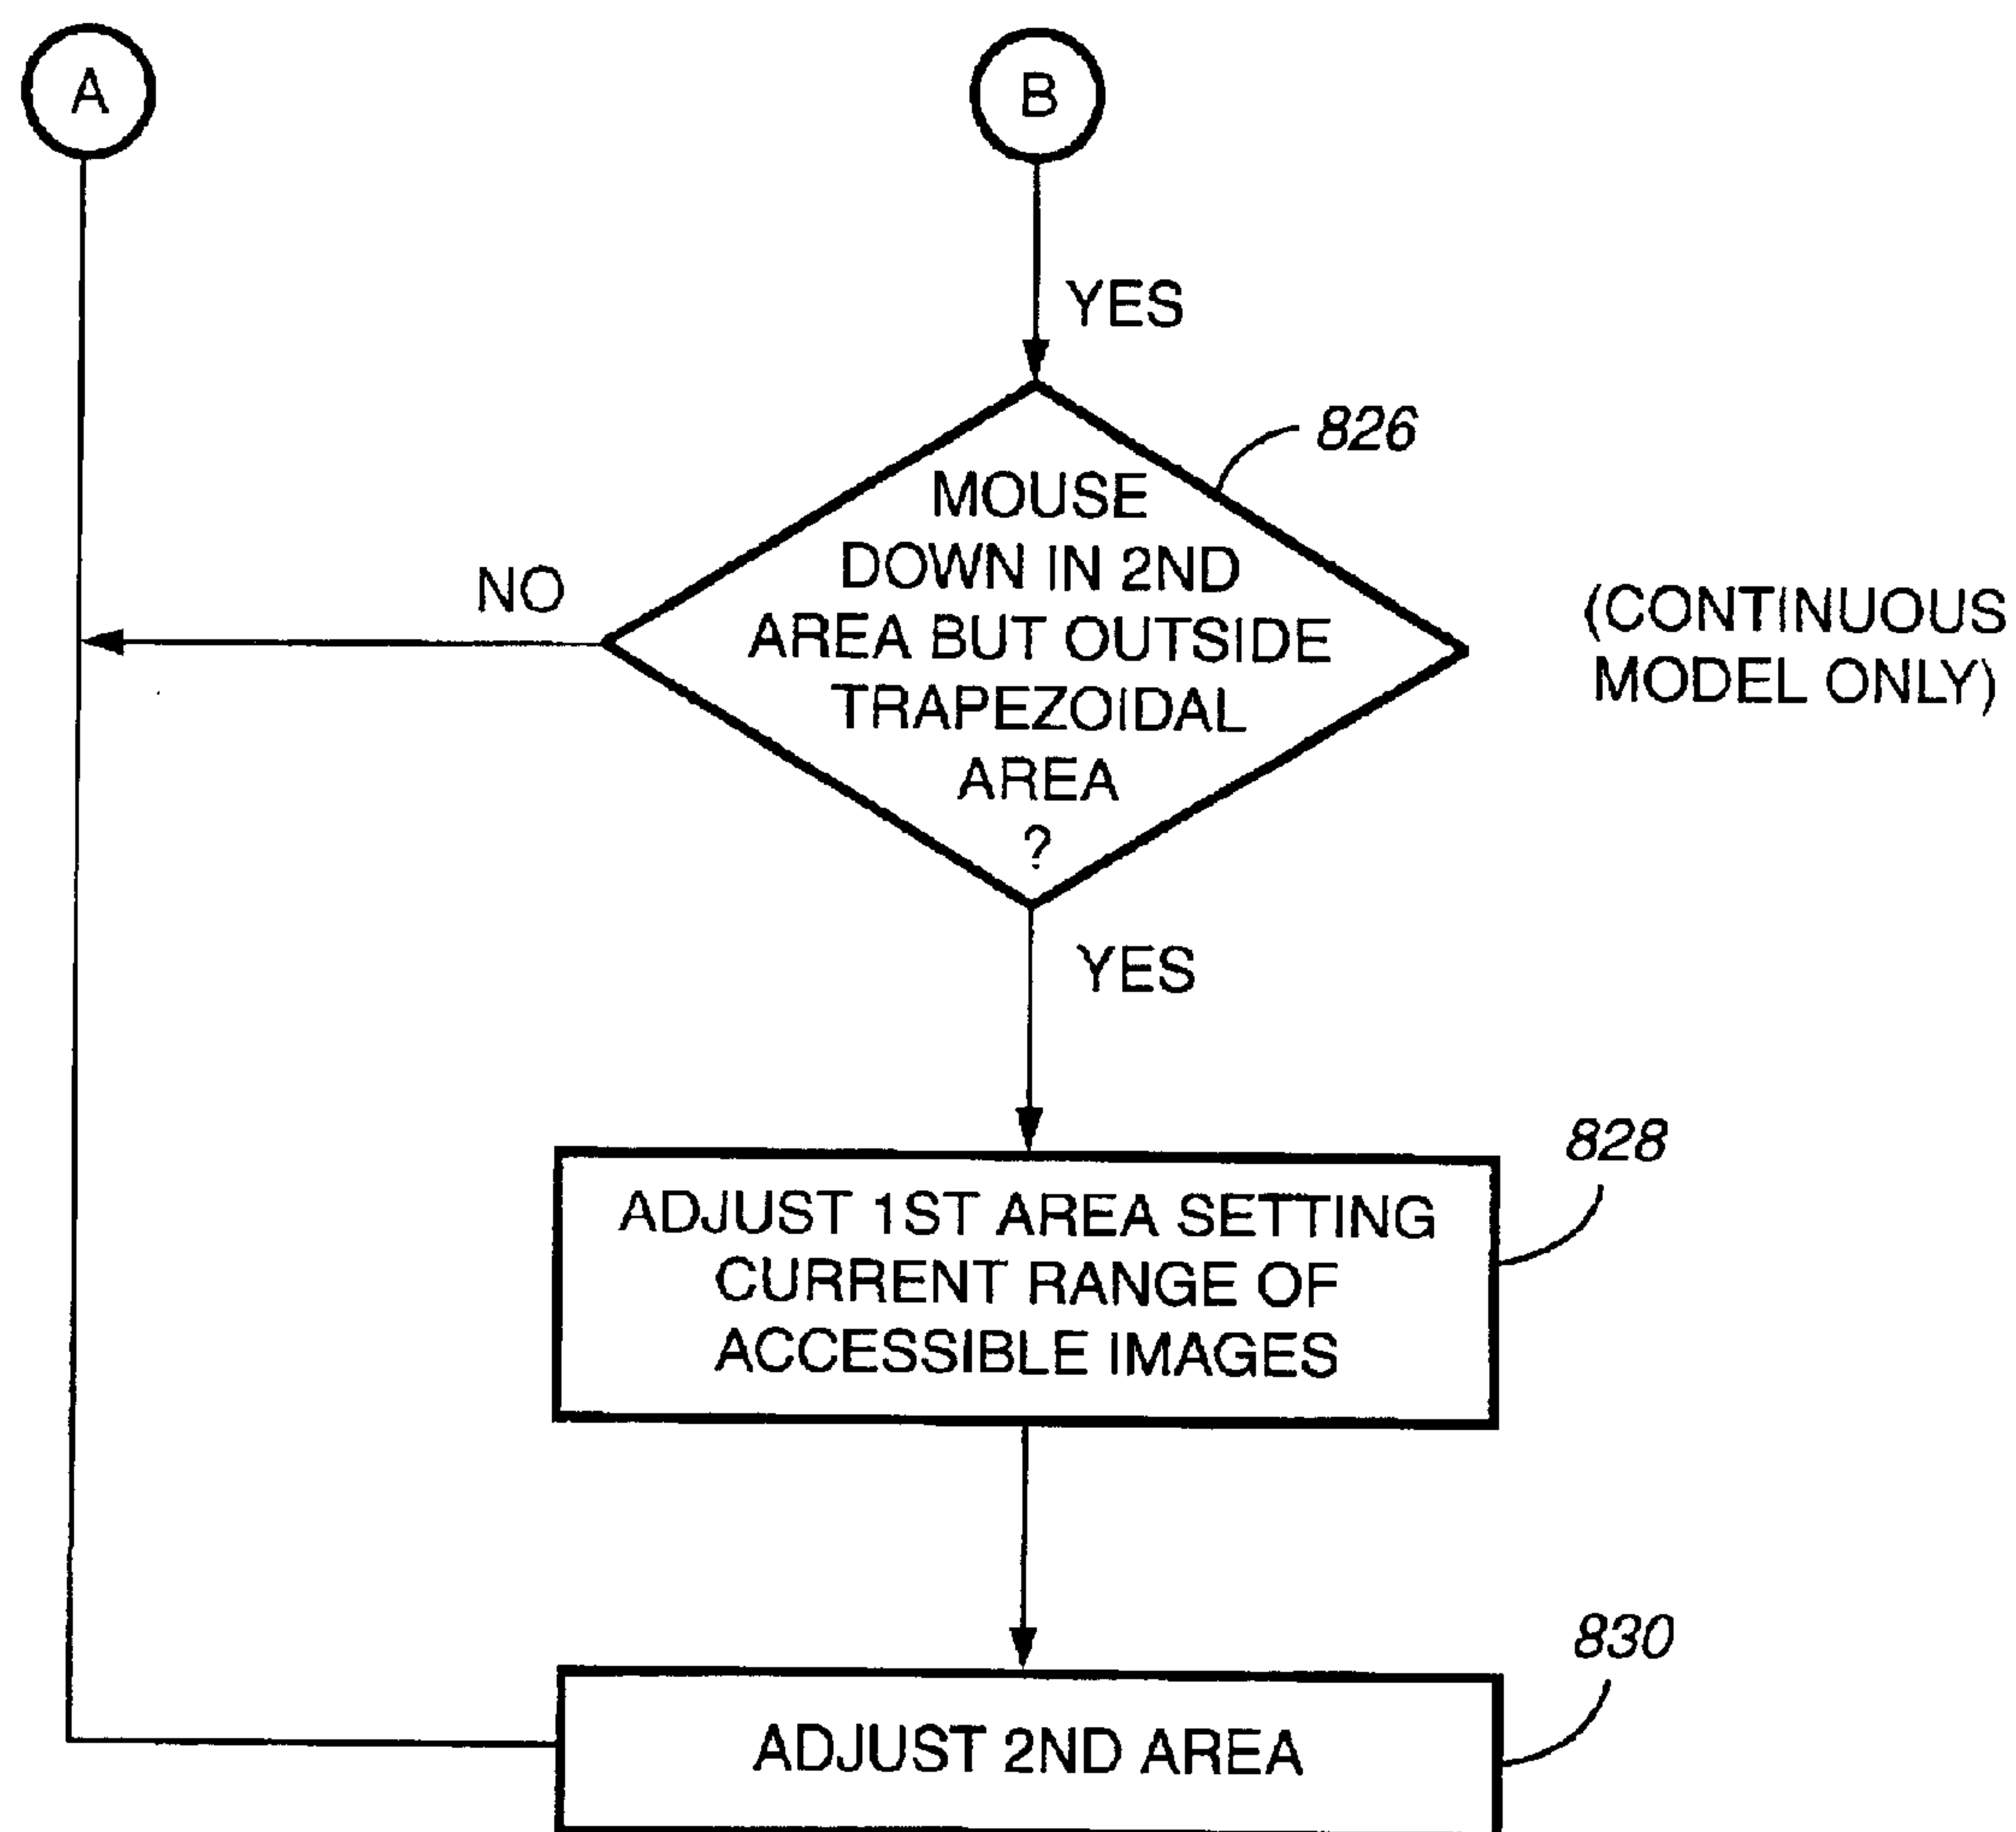 A
B
YES
826
MOUSE
DOWN IN 2ND
AREA BUT OUTSIDE
TRAPEZOIDAL
AREA
?
NO
(CONTINUOUS
MODEL ONLY)
YES
828
ADJUST 1ST AREA SETTING
CURRENT RANGE OF
ACCESSIBLE IMAGES
830
ADJUST 2ND AREA